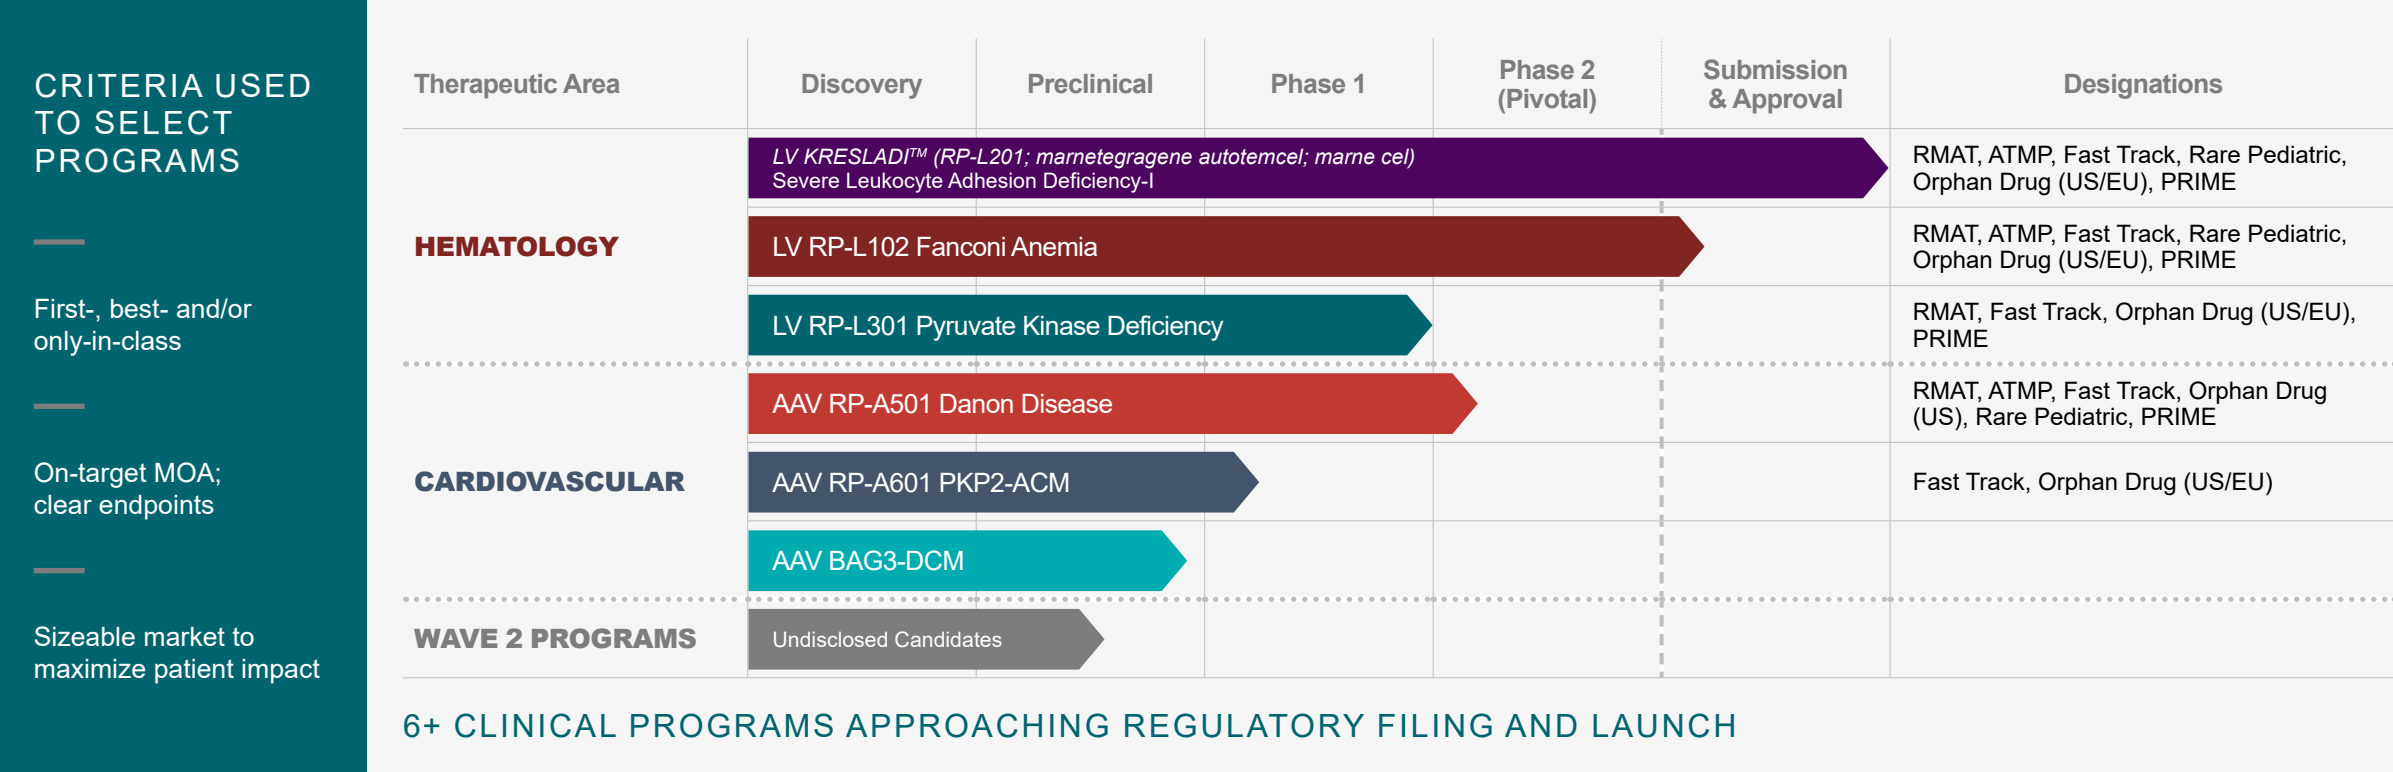 CRITERIA USED
TO SELECT
PROGRAMS
First-, best- and/or
only-in-class
On-target MOA;
clear endpoints
Sizeable market to
maximize patient impact
Therapeutic Area
Discovery
Preclinical
Phase 1
Phase 2
(Pivotal)
Submission
& Approval
Designations
HEMATOLOGY
LV KRESLADI™ (RP-L201; marnetegragene autotemcel; marne cel)
Severe Leukocyte Adhesion Deficiency-I
RMAT, ATMP, Fast Track, Rare Pediatric,
Orphan Drug (US/EU), PRIME
LV RP-L102 Fanconi Anemia
RMAT, ATMP, Fast Track, Rare Pediatric,
Orphan Drug (US/EU), PRIME
LV RP-L301 Pyruvate Kinase Deficiency
RMAT, Fast Track, Orphan Drug (US/EU),
PRIME
CARDIOVASCULAR
AAV RP-A501 Danon Disease
RMAT, ATMP, Fast Track, Orphan Drug
(US), Rare Pediatric, PRIME
AAV RP-A601 PKP2-ACM
Fast Track, Orphan Drug (US/EU)
AAV BAG3-DCM
WAVE 2 PROGRAMS
Undisclosed Candidates
6+ CLINICAL PROGRAMS APPROACHING REGULATORY FILING AND LAUNCH